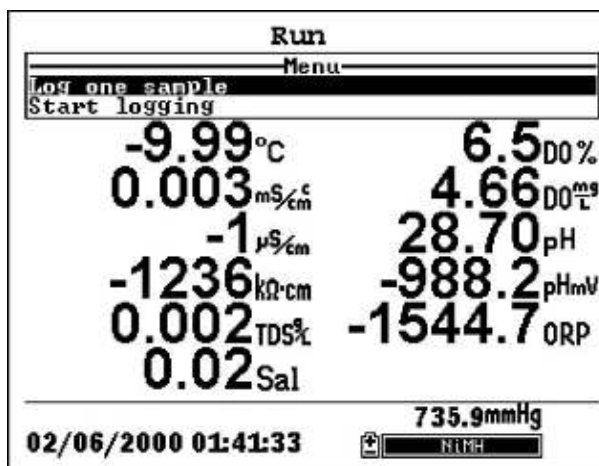 Run
Menu
Log one sample
Start logging
-9.99°C 6.5DO%
0.003mS/cm c 4.66DO mg/L
-1µS/cm 28.70pH
-1236kΩ·cm -988.2pHmV
0.002TDS g/L -1544.7ORP
0.02Sal
735.9mmHg
02/06/2000 01:41:33 NiMH